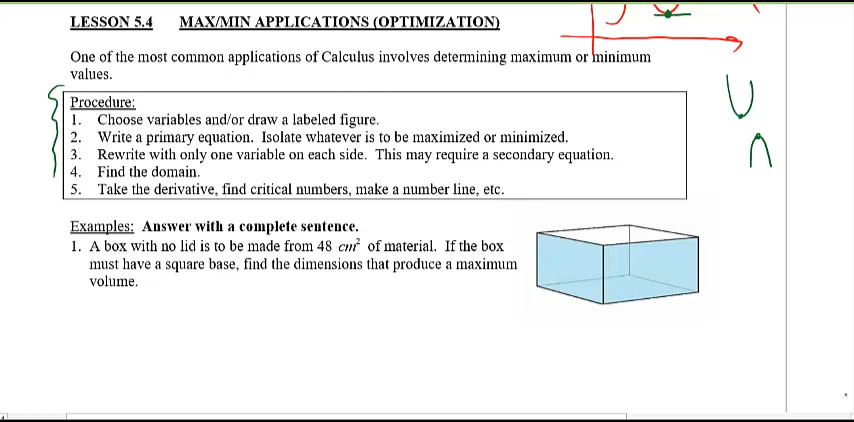 LESSON 5.4 MAX/MIN APPLICATIONS (OPTIMIZATION)
One of the most common applications of Calculus involves determining maximum or minimum
values.
Procedure:
1. Choose variables and/or draw a labeled figure.
2. Write a primary equation. Isolate whatever is to be maximized or minimized.
3. Rewrite with only one variable on each side. This may require a secondary equation.
4. Find the domain.
5. Take the derivative, find critical numbers, make a number line, etc.
Examples: Answer with a complete sentence.
1. A box with no lid is to be made from 48 cm² of material. If the box
must have a square base, find the dimensions that produce a maximum
volume.